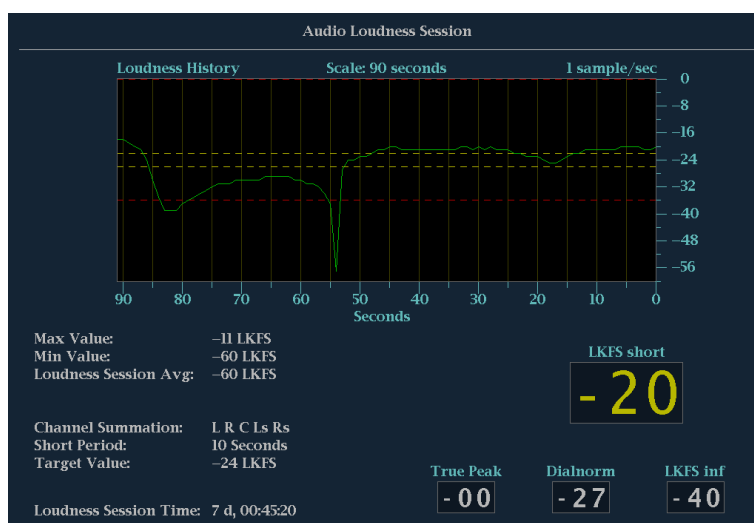 Audio Loudness Session
Loudness History Scale: 90 seconds 1 sample/sec
0
–8
–16
–24
–32
–40
–48
–56
90 80 70 60 50 40 30 20 10 0
Seconds
Max Value: –11 LKFS
Min Value: –60 LKFS
Loudness Session Avg: –60 LKFS
LKFS short
-20
Channel Summation: L R C Ls Rs
Short Period: 10 Seconds
Target Value: –24 LKFS
True Peak Dialnorm LKFS inf
-00 -27 -40
Loudness Session Time: 7 d, 00:45:20